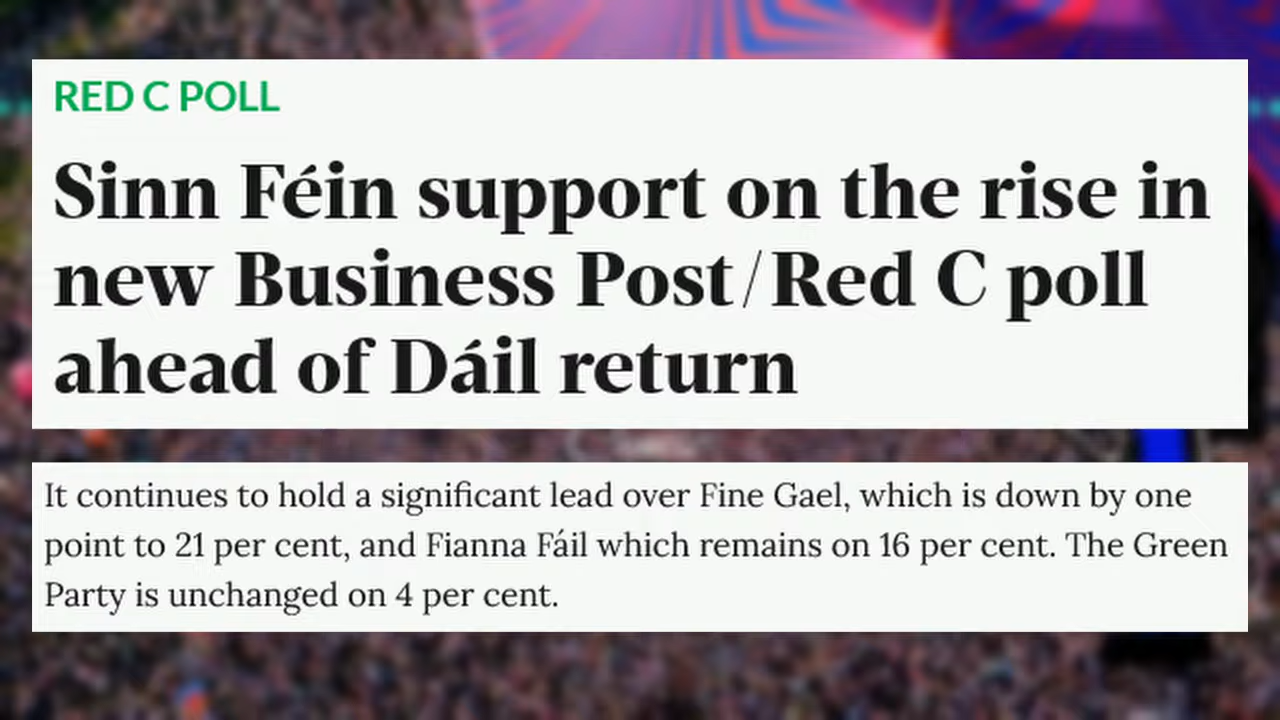 RED C POLL
Sinn Féin support on the rise in
new Business Post/Red C poll
ahead of Dáil return
It continues to hold a significant lead over Fine Gael, which is down by one
point to 21 per cent, and Fianna Fáil which remains on 16 per cent. The Green
Party is unchanged on 4 per cent.